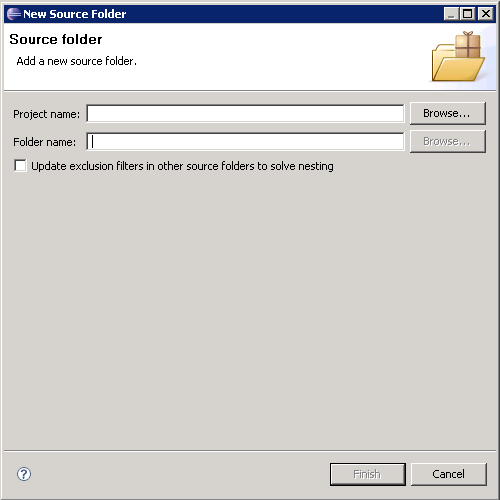 New Source Folder
Source folder
Add a new source folder.
Project name: Browse...
Folder name: Browse...
Update exclusion filters in other source folders to solve nesting
? Finish Cancel